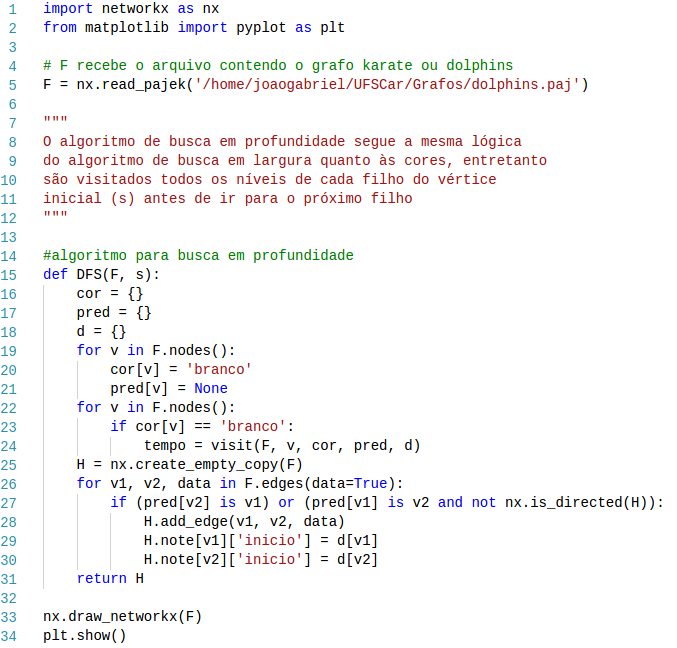 1 import networkx as nx
2 from matplotlib import pyplot as plt
3
4 # F recebe o arquivo contendo o grafo karate ou dolphins
5 F = nx.read_pajek('/home/joaogabriel/UFSCar/Grafos/dolphins.paj')
6
7 """
8 O algoritmo de busca em profundidade segue a mesma lógica
9 do algoritmo de busca em largura quanto às cores, entretanto
10 são visitados todos os níveis de cada filho do vértice
11 inicial (s) antes de ir para o próximo filho
12 """
13
14 #algoritmo para busca em profundidade
15 def DFS(F, s):
16     cor = {}
17     pred = {}
18     d = {}
19     for v in F.nodes():
20         cor[v] = 'branco'
21         pred[v] = None
22     for v in F.nodes():
23         if cor[v] == 'branco':
24             tempo = visit(F, v, cor, pred, d)
25     H = nx.create_empty_copy(F)
26     for v1, v2, data in F.edges(data=True):
27         if (pred[v2] is v1) or (pred[v1] is v2 and not nx.is_directed(H)):
28             H.add_edge(v1, v2, data)
29             H.note[v1]['inicio'] = d[v1]
30             H.note[v2]['inicio'] = d[v2]
31     return H
32
33 nx.draw_networkx(F)
34 plt.show()